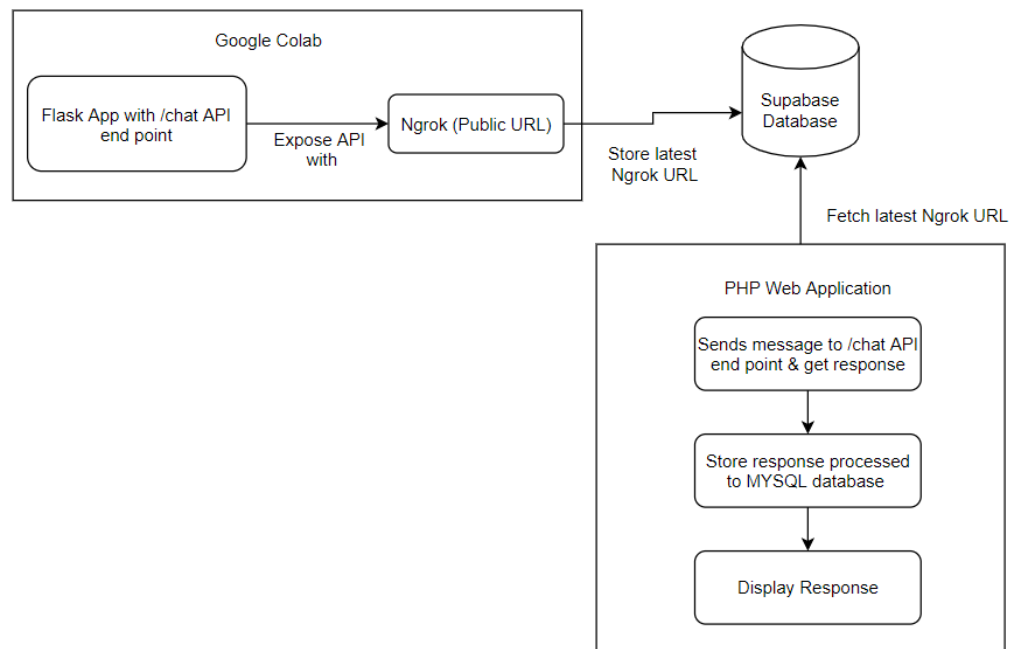 Google Colab
Flask App with /chat API
end point
Expose API
with
Ngrok (Public URL)
Store latest
Ngrok URL
Supabase
Database
Fetch latest Ngrok URL
PHP Web Application
Sends message to /chat API
end point & get response
Store response processed
to MYSQL database
Display Response